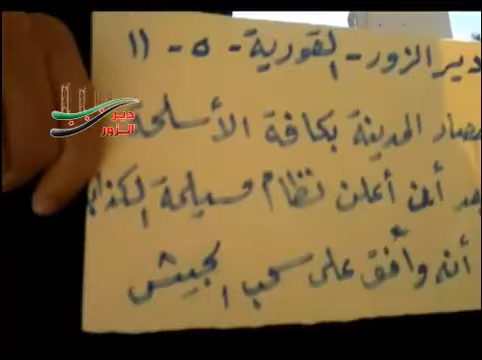 دير الزور - القورية - ٥ - ١١
حصار المدينة بكافة الأسلحة
بعد أن أعلن نظام مسيلمة الكذاب
أنه وافق على سحب الجيش
دير
الزور